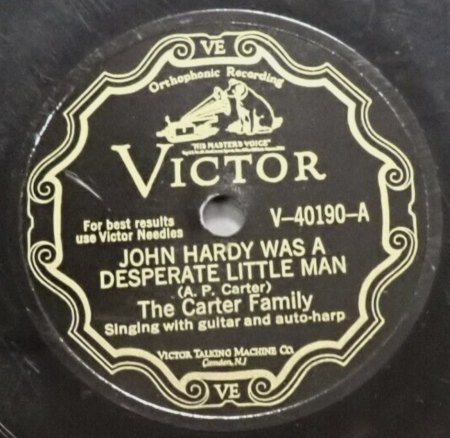 VE
Orthophonic Recording
"HIS MASTER'S VOICE"
VICTOR
For best results
use Victor Needles
V-40190-A
JOHN HARDY WAS A
DESPERATE LITTLE MAN
(A. P. Carter)
The Carter Family
Singing with guitar and auto-harp
VICTOR TALKING MACHINE CO.
Camden, N.J.
VE